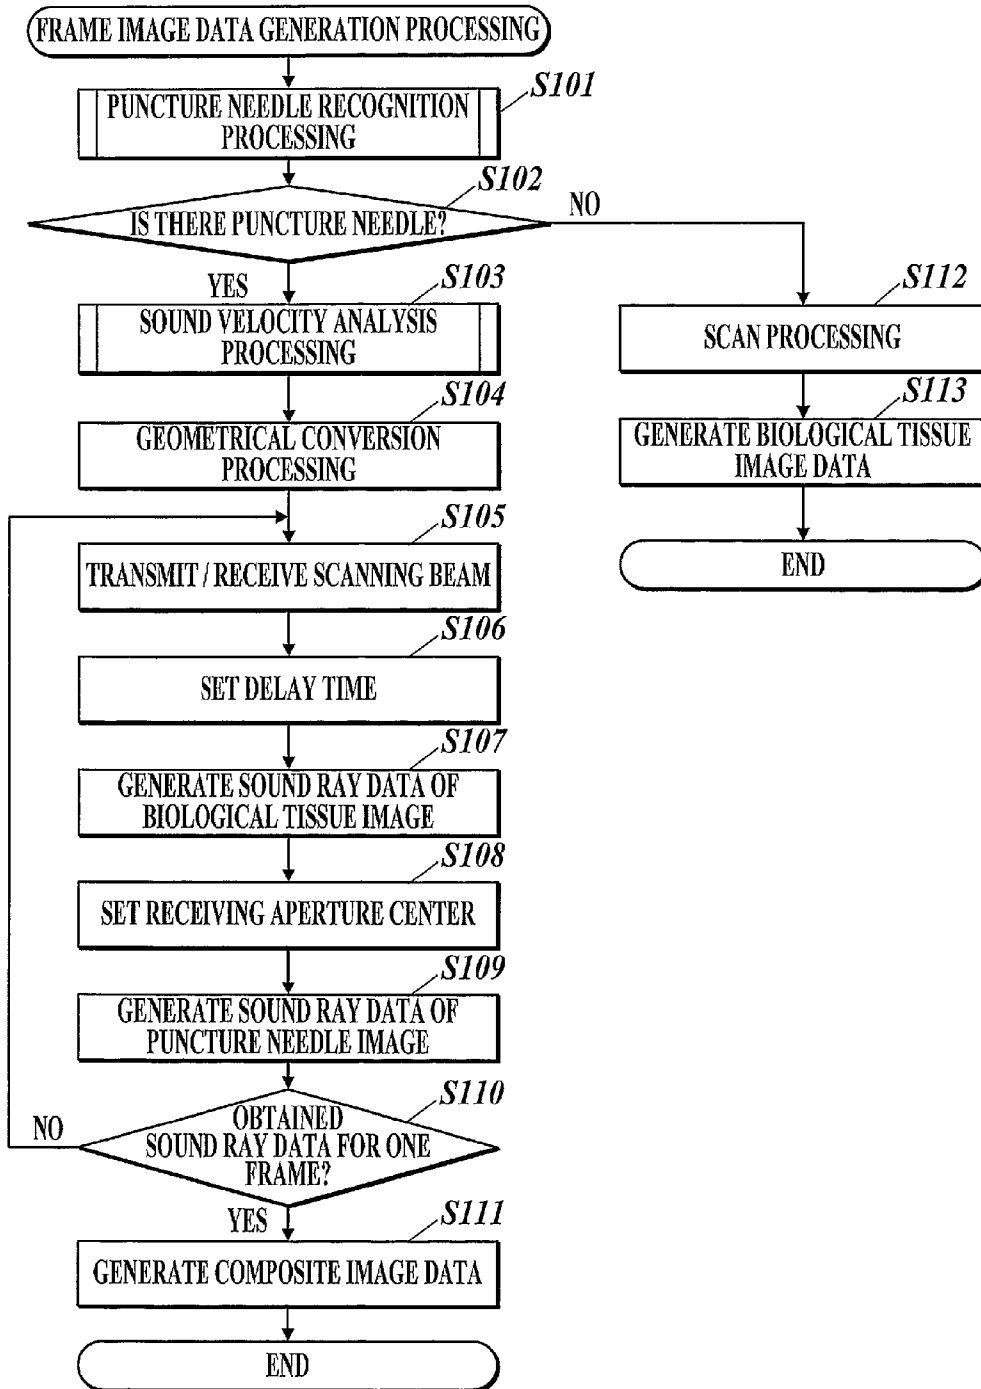 FRAME IMAGE DATA GENERATION PROCESSING
S101
PUNCTURE NEEDLE RECOGNITION
PROCESSING
S102
IS THERE PUNCTURE NEEDLE?
NO
YES
S103
SOUND VELOCITY ANALYSIS
PROCESSING
S104
GEOMETRICAL CONVERSION
PROCESSING
S105
TRANSMIT / RECEIVE SCANNING BEAM
S106
SET DELAY TIME
S107
GENERATE SOUND RAY DATA OF
BIOLOGICAL TISSUE IMAGE
S108
SET RECEIVING APERTURE CENTER
S109
GENERATE SOUND RAY DATA OF
PUNCTURE NEEDLE IMAGE
S110
OBTAINED
SOUND RAY DATA FOR ONE
FRAME?
NO
YES
S111
GENERATE COMPOSITE IMAGE DATA
END
S112
SCAN PROCESSING
S113
GENERATE BIOLOGICAL TISSUE
IMAGE DATA
END